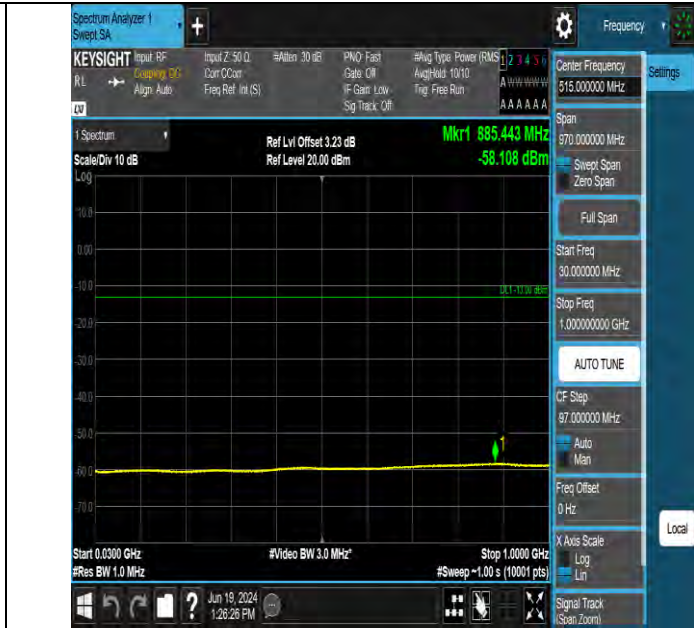 Spectrum Analyzer 1
Swept SA
+
Frequency
KEYSIGHT Input: RF
RL
Coupling: DC
Align: Auto
Input Z: 50 Ω
Corr CCorr
Freq Ref: Int (S)
#Atten: 30 dB
PNO: Fast
Gate: Off
IF Gain: Low
Sig Track: Off
#Avg Type: Power (RMS
Avg|Hold: 10/10
Trig: Free Run
1 2 3 4 5 6
A W W W W W
A A A A A A
LXI
1 Spectrum
Scale/Div 10 dB
Ref Lvl Offset 3.23 dB
Ref Level 20.00 dBm
Mkr1 885.443 MHz
-58.108 dBm
Log
10.0
0.00
-10.0
DL1 -13.00 dBm
-20.0
-30.0
-40.0
-50.0
1
-60.0
-70.0
Start 0.0300 GHz
#Res BW 1.0 MHz
#Video BW 3.0 MHz*
Stop 1.0000 GHz
#Sweep ~1.00 s (10001 pts)
Jun 19, 2024
1:26:26 PM
Center Frequency
515.000000 MHz
Settings
Span
970.000000 MHz
Swept Span
Zero Span
Full Span
Start Freq
30.000000 MHz
Stop Freq
1.000000000 GHz
AUTO TUNE
CF Step
97.000000 MHz
Auto
Man
Freq Offset
0 Hz
X Axis Scale
Log
Lin
Local
Signal Track
(Span Zoom)